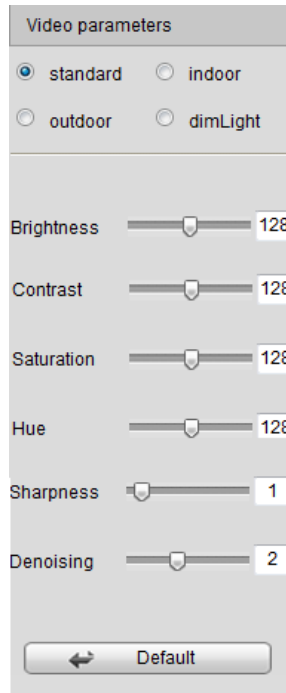 Video parameters
standard indoor
outdoor dimLight
Brightness 128
Contrast 128
Saturation 128
Hue 128
Sharpness 1
Denoising 2
Default